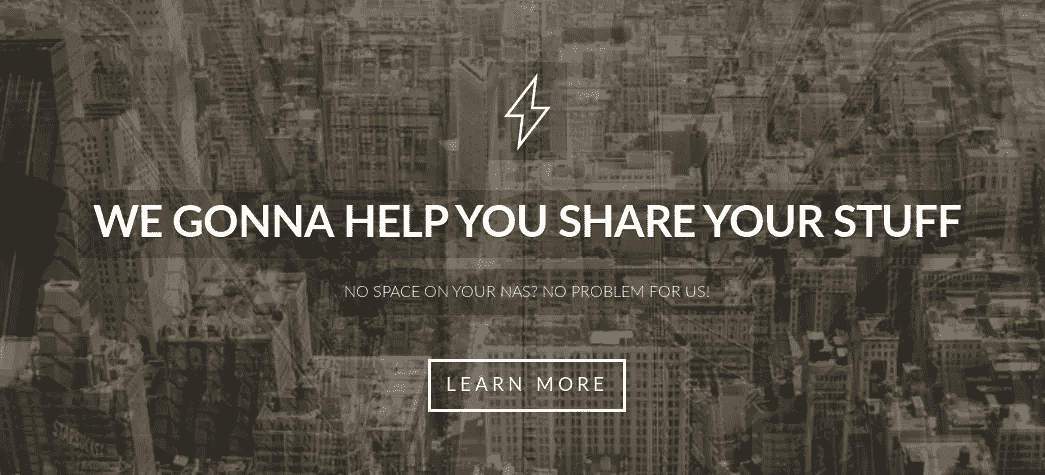 WE GONNA HELP YOU SHARE YOUR STUFF
NO SPACE ON YOUR NAS? NO PROBLEM FOR US!
LEARN MORE